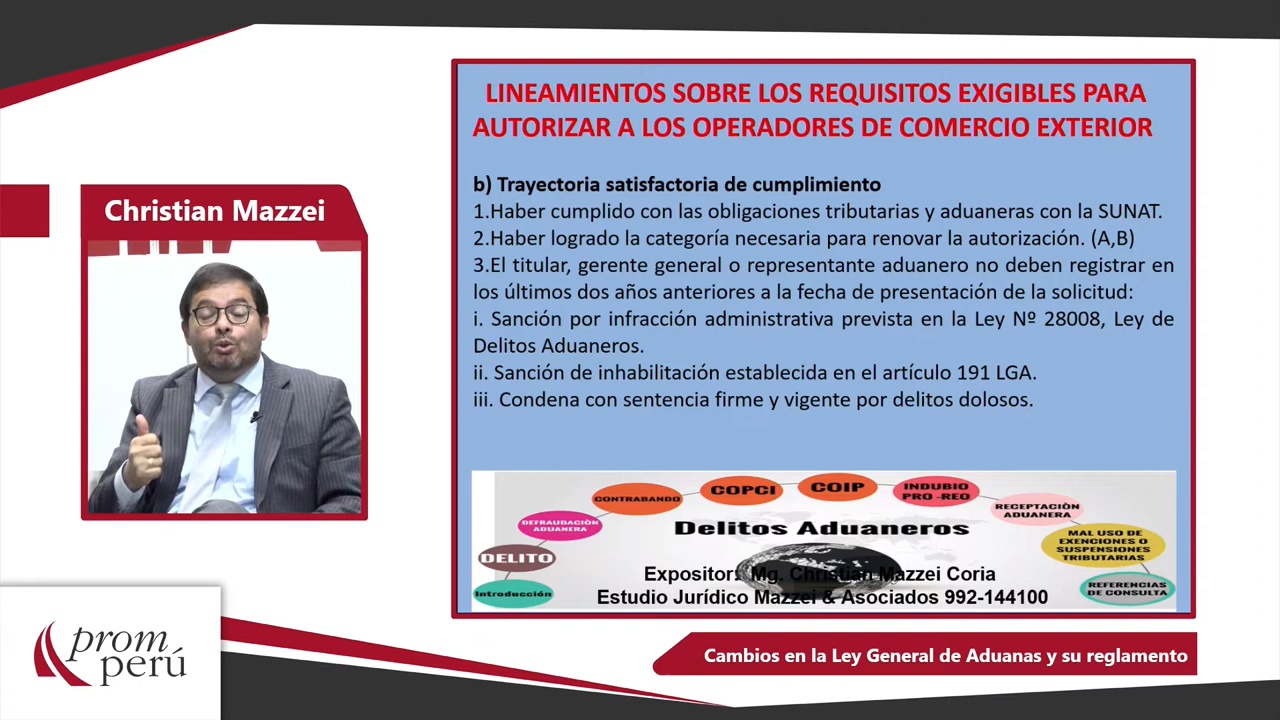 LINEAMIENTOS SOBRE LOS REQUISITOS EXIGIBLES PARA
AUTORIZAR A LOS OPERADORES DE COMERCIO EXTERIOR
b) Trayectoria satisfactoria de cumplimiento
1.Haber cumplido con las obligaciones tributarias y aduaneras con la SUNAT.
2.Haber logrado la categoría necesaria para renovar la autorización. (A,B)
3.El titular, gerente general o representante aduanero no deben registrar en
los últimos dos años anteriores a la fecha de presentación de la solicitud:
i. Sanción por infracción administrativa prevista en la Ley Nº 28008, Ley de
Delitos Aduaneros.
ii. Sanción de inhabilitación establecida en el artículo 191 LGA.
iii. Condena con sentencia firme y vigente por delitos dolosos.
Christian Mazzei
Introducción
DELITO
DEFRAUDACIÒN
ADUANERA
CONTRABANDO
COPCI
COIP
INDUBIO
PRO -REO
RECEPTACIÒN
ADUANERA
MAL USO DE
EXENCIONES O
SUSPENSIONES
TRIBUTARIAS
REFERENCIAS
DE CONSULTA
Delitos Aduaneros
Expositor: Mg. Christian Mazzei Coria
Estudio Jurídico Mazzei & Asociados 992-144100
prom
perú
Cambios en la Ley General de Aduanas y su reglamento